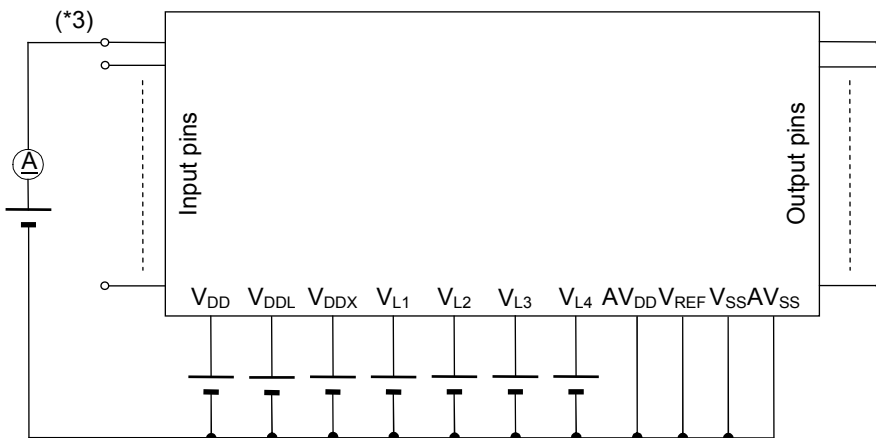 (*3)
A
Input pins
Output pins
VDD VDDL VDDX VL1 VL2 VL3 VL4 AVDD VREF VSS AVSS